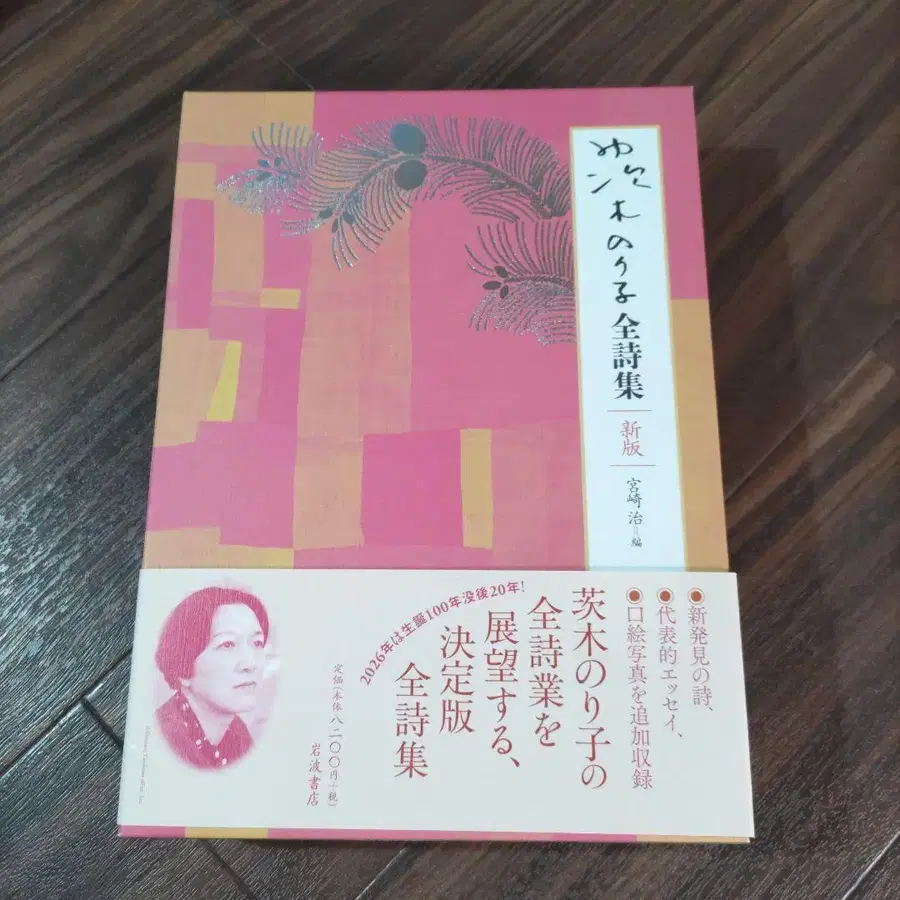 茨木のり子全詩集
新版
宮崎治＝編
●新発見の詩、
●代表的エッセイ、
●口絵写真を追加収録
茨木のり子の
全詩業を
展望する、
決定版
全詩集
2026年は生誕100年没後20年!
定価(本体八二〇〇円+税)
岩波書店